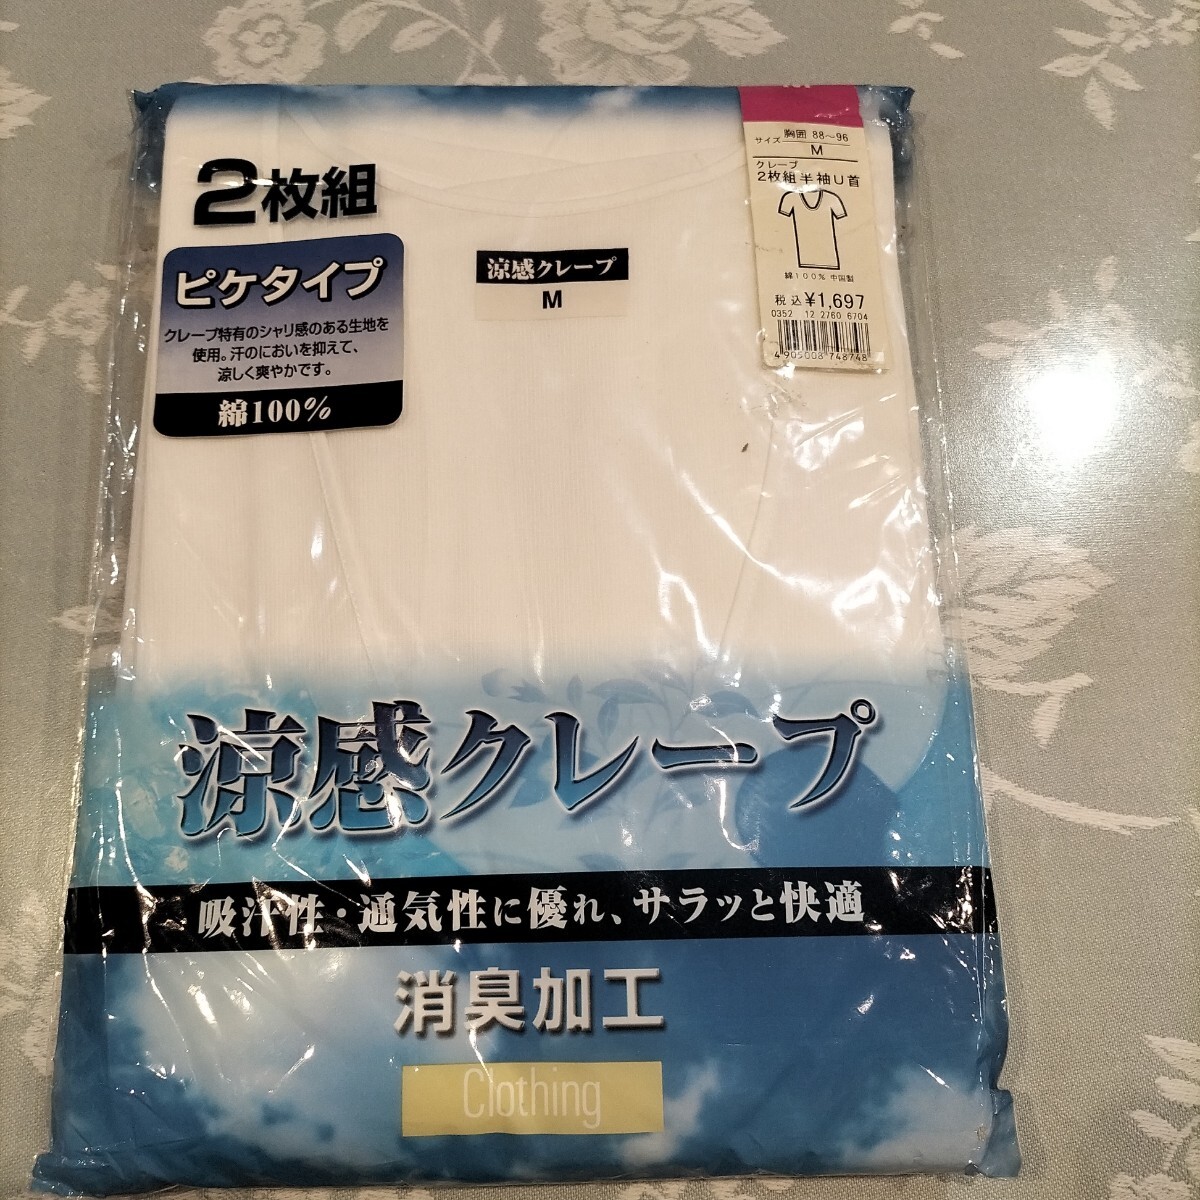 2枚組
ピケタイプ
クレープ特有のシャリ感のある生地を
使用。汗のにおいを抑えて、
涼しく爽やかです。
綿100%
涼感クレープ
M
サイズ 胸囲 88〜96
M
クレープ
2枚組半袖U首
綿100% 中国製
税込¥1,697
0352 12 2760 6704
4905008748748
涼感クレープ
吸汗性・通気性に優れ、サラッと快適
消臭加工
Clothing